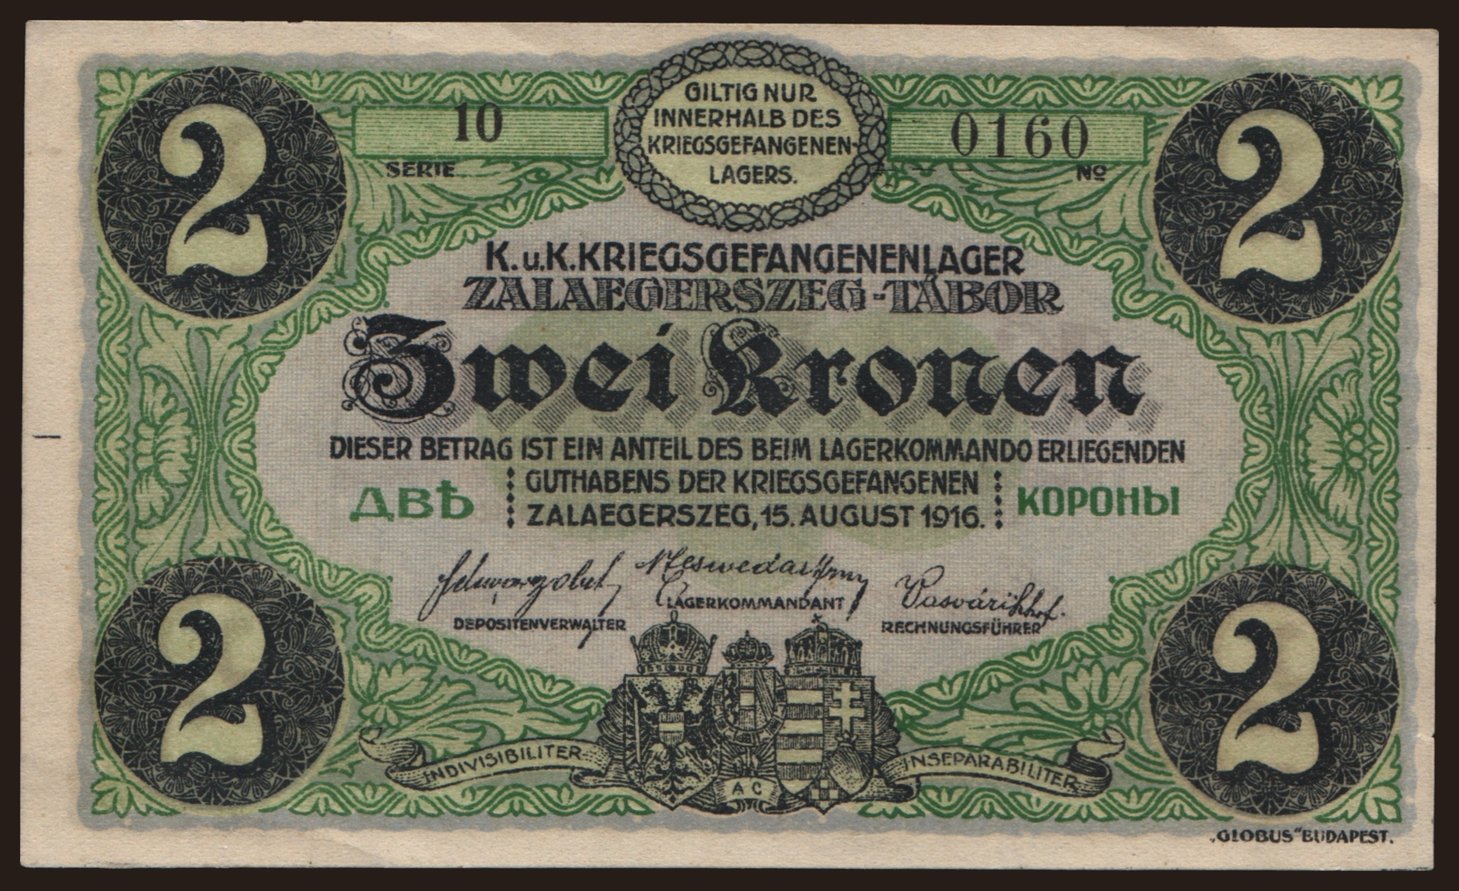 2
10
SERIE
GILTIG NUR
INNERHALB DES
KRIEGSGEFANGENEN-
LAGERS.
0160
No
2
K. u. K. KRIEGSGEFANGENENLAGER
ZALAEGERSZEG-TÁBOR
Zwei Kronen
DIESER BETRAG IST EIN ANTEIL DES BEIM LAGERKOMMANDO ERLIEGENDEN
GUTHABENS DER KRIEGSGEFANGENEN
ДВѢ
ZALAEGERSZEG, 15. AUGUST 1916.
КОРОНЫ
LAGERKOMMANDANT
DEPOSITENVERWALTER
RECHNUNGSFÜHRER
2
INDIVISIBILITER
A C
INSEPARABILITER
2
„GLOBUS" BUDAPEST.